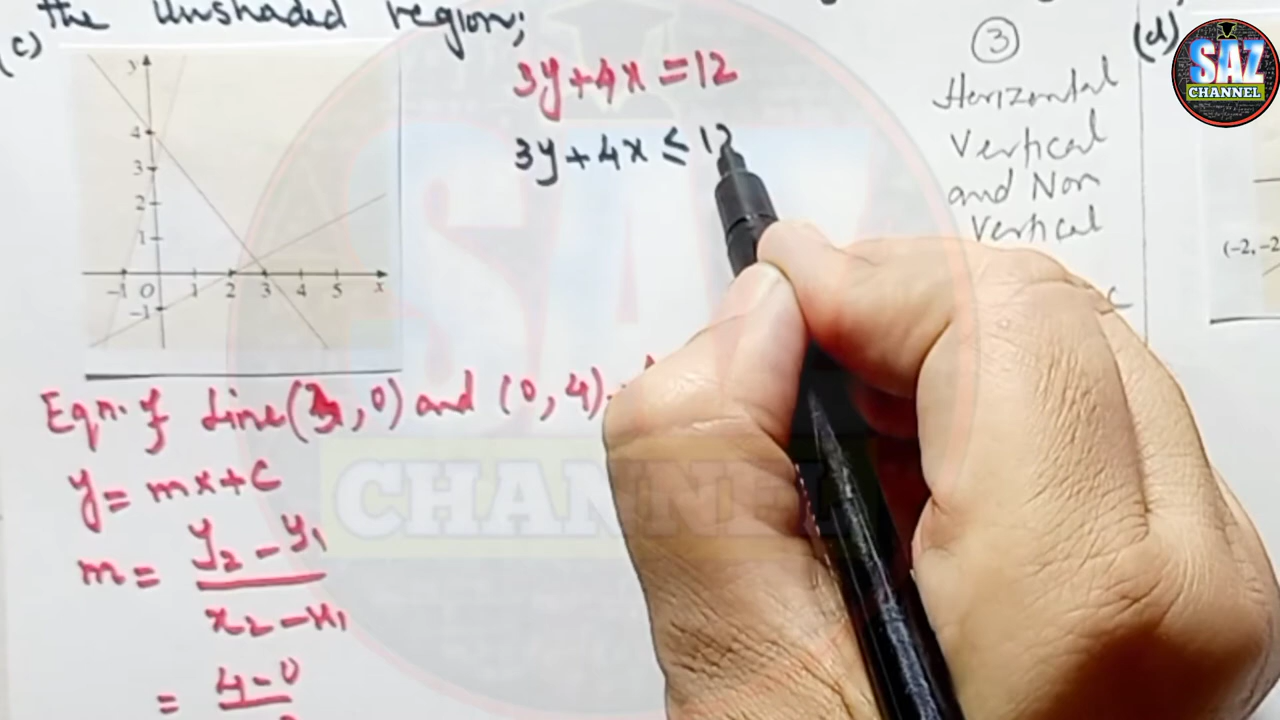 the unshaded region;
(c)
y
4
3
2
1
-1 O 1 2 3 4 5 x
-1
3y+4x = 12
3y+4x ≤ 12
3
Horizontal
Vertical
and Non
Vertical
(d)
SAZ
CHANNEL
(-2,-2
Eqn. of Line (3,0) and (0,4)
y = mx+c
m = y₂-y₁
x₂-x₁
= 4-0
SAZ
CHANNEL